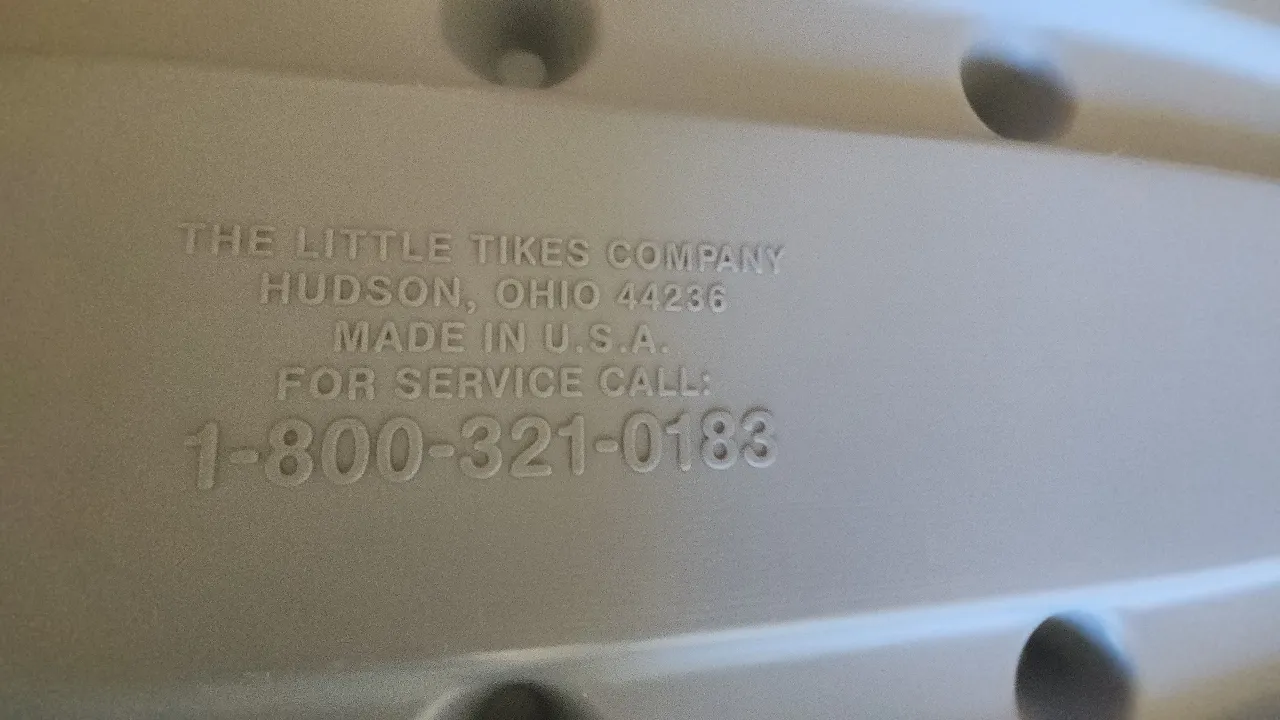 THE LITTLE TIKES COMPANY
HUDSON, OHIO 44236
MADE IN U.S.A.
FOR SERVICE CALL:
1-800-321-0183